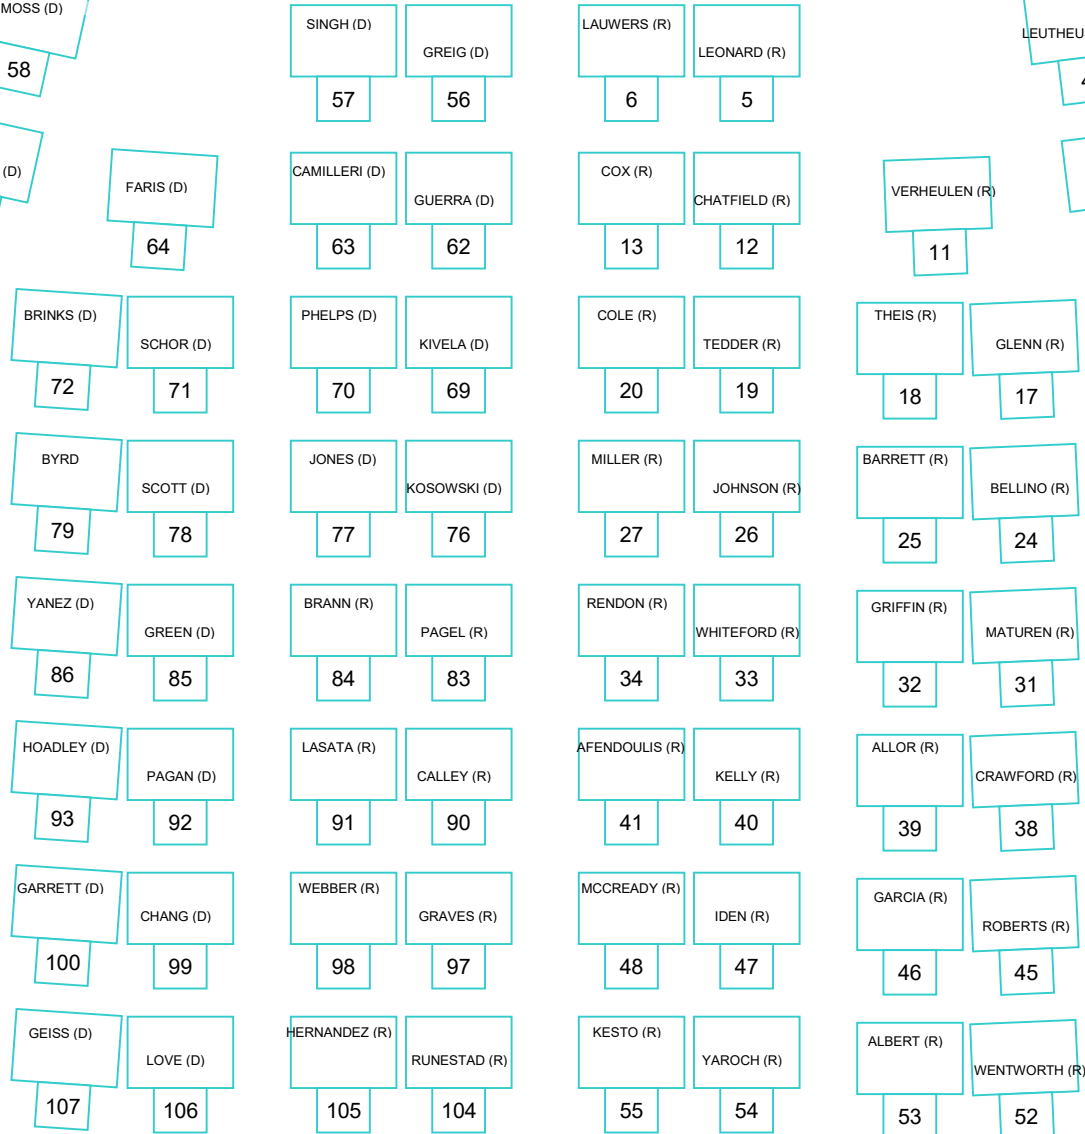 MOSS (D)
58
SINGH (D)
57
GREIG (D)
56
LAUWERS (R)
6
LEONARD (R)
5
LEUTHEU
(D)
FARIS (D)
64
CAMILLERI (D)
63
GUERRA (D)
62
COX (R)
13
CHATFIELD (R)
12
VERHEULEN (R)
11
BRINKS (D)
72
SCHOR (D)
71
PHELPS (D)
70
KIVELA (D)
69
COLE (R)
20
TEDDER (R)
19
THEIS (R)
18
GLENN (R)
17
BYRD
79
SCOTT (D)
78
JONES (D)
77
KOSOWSKI (D)
76
MILLER (R)
27
JOHNSON (R)
26
BARRETT (R)
25
BELLINO (R)
24
YANEZ (D)
86
GREEN (D)
85
BRANN (R)
84
PAGEL (R)
83
RENDON (R)
34
WHITEFORD (R)
33
GRIFFIN (R)
32
MATUREN (R)
31
HOADLEY (D)
93
PAGAN (D)
92
LASATA (R)
91
CALLEY (R)
90
AFENDOULIS (R)
41
KELLY (R)
40
ALLOR (R)
39
CRAWFORD (R)
38
GARRETT (D)
100
CHANG (D)
99
WEBBER (R)
98
GRAVES (R)
97
MCCREADY (R)
48
IDEN (R)
47
GARCIA (R)
46
ROBERTS (R)
45
GEISS (D)
107
LOVE (D)
106
HERNANDEZ (R)
105
RUNESTAD (R)
104
KESTO (R)
55
YAROCH (R)
54
ALBERT (R)
53
WENTWORTH (R)
52